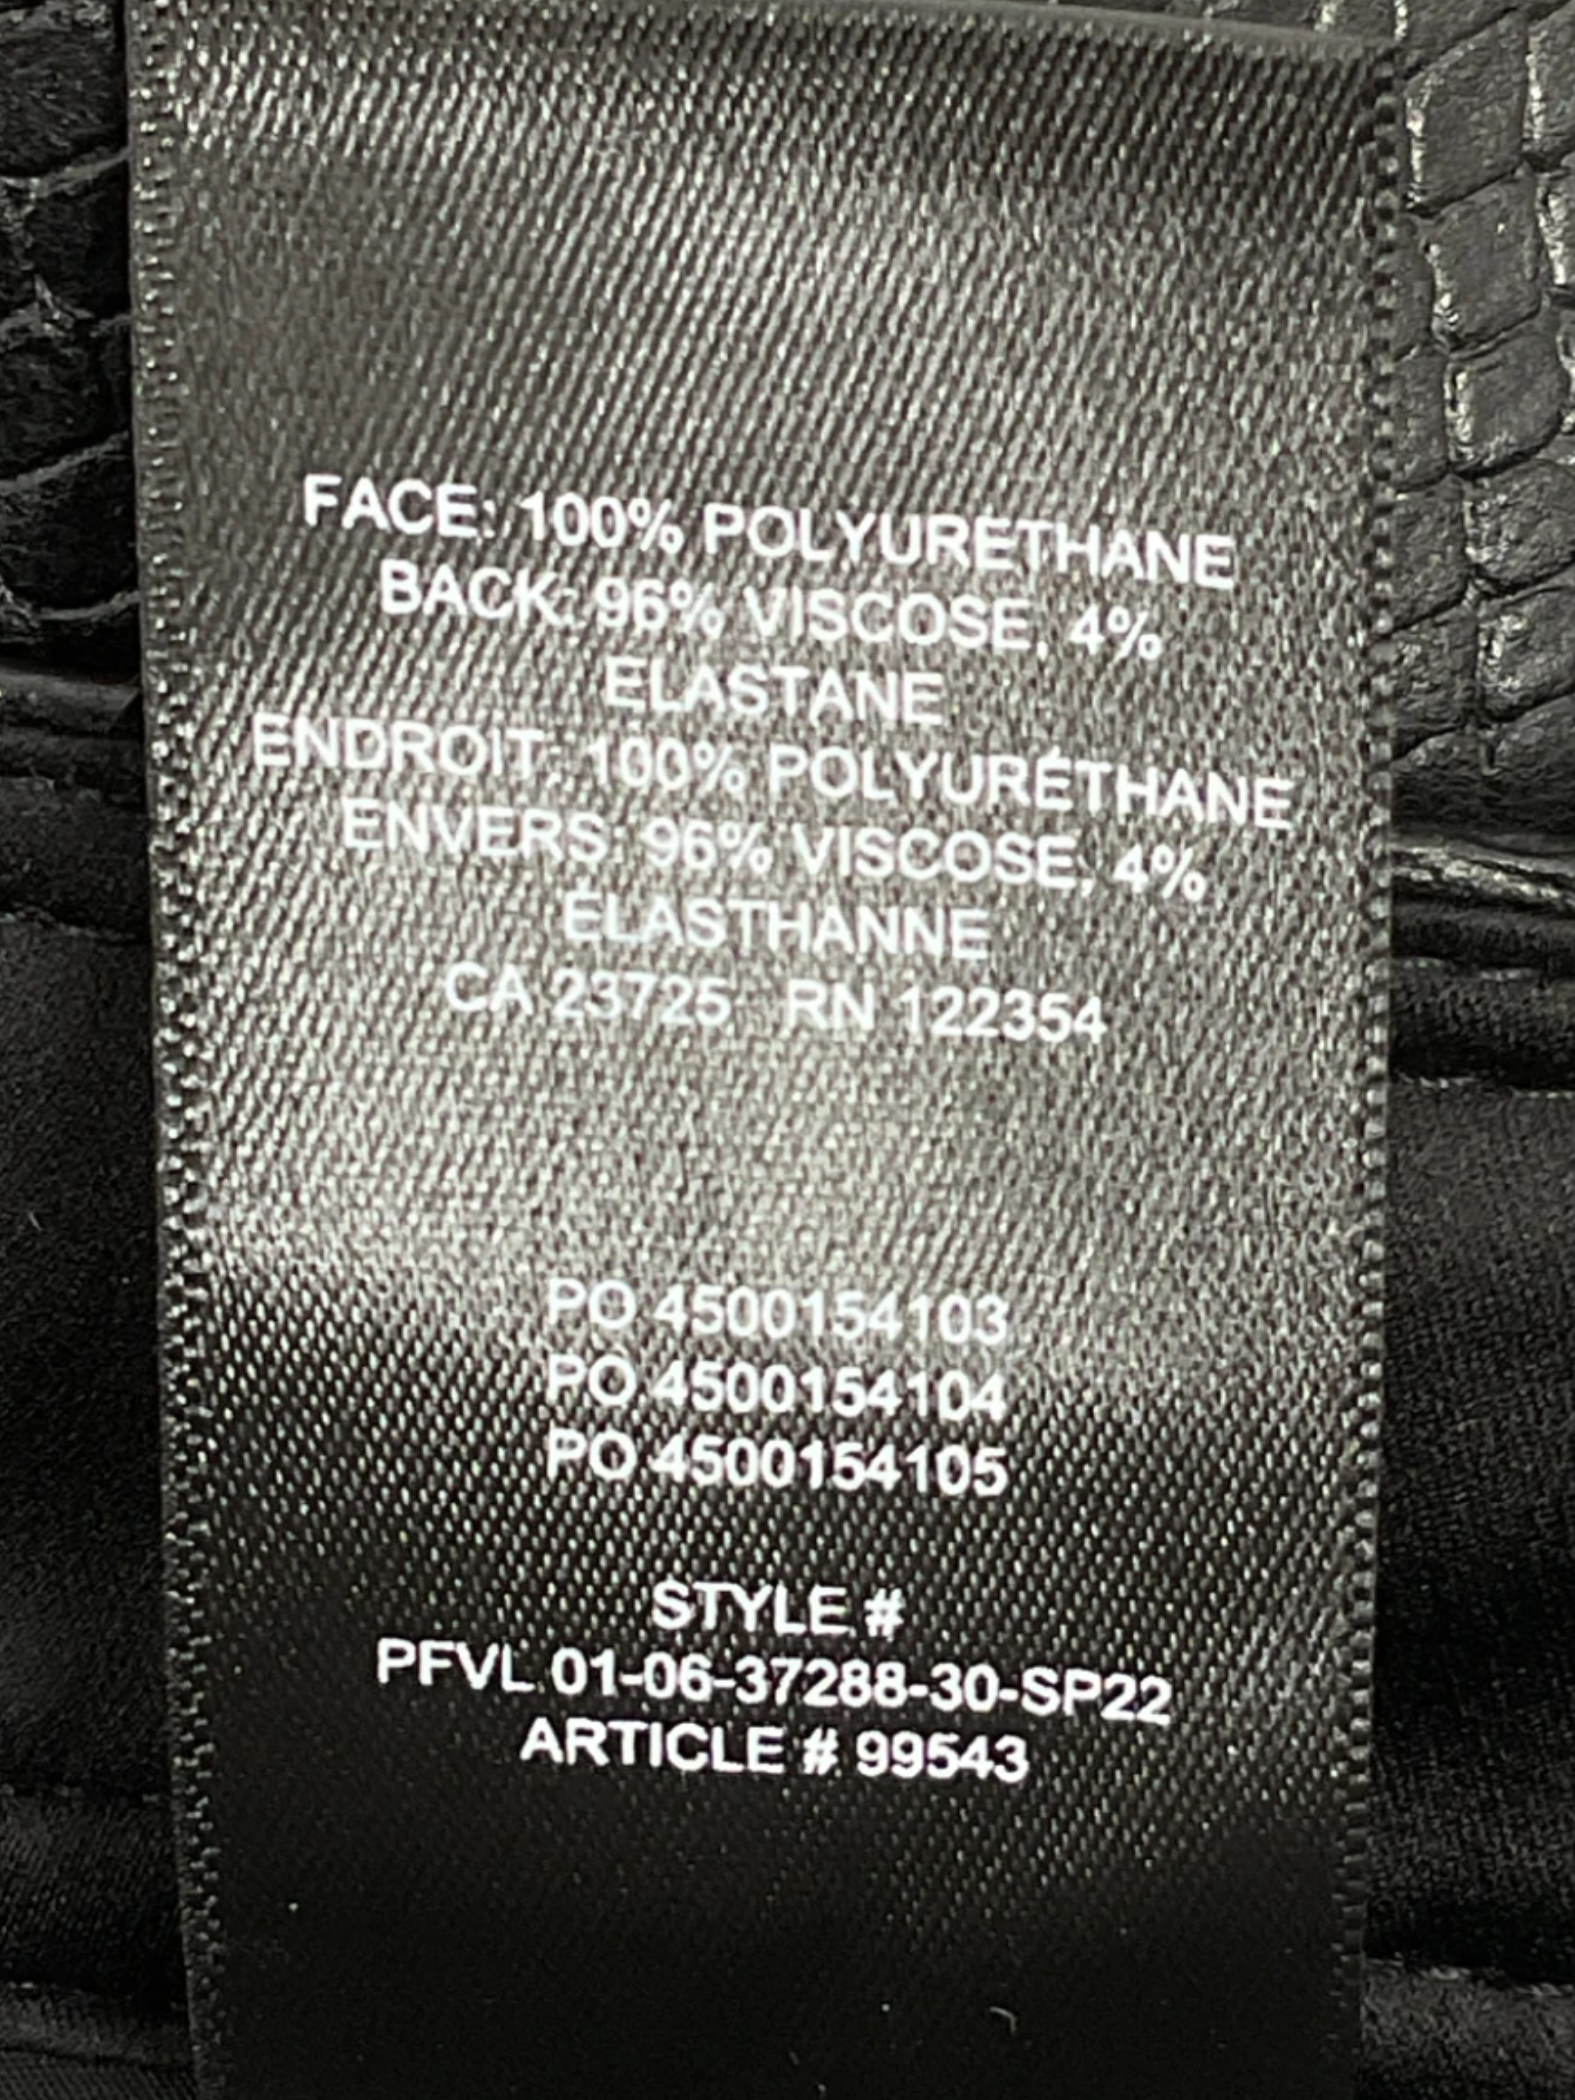 FACE: 100% POLYURETHANE
BACK: 96% VISCOSE, 4%
ELASTANE
ENDROIT: 100% POLYURÉTHANE
ENVERS: 96% VISCOSE, 4%
ÉLASTHANNE
CA 23725 RN 122354
PO 4500154103
PO 4500154104
PO 4500154105
STYLE #
PFVL 01-06-37288-30-SP22
ARTICLE # 99543